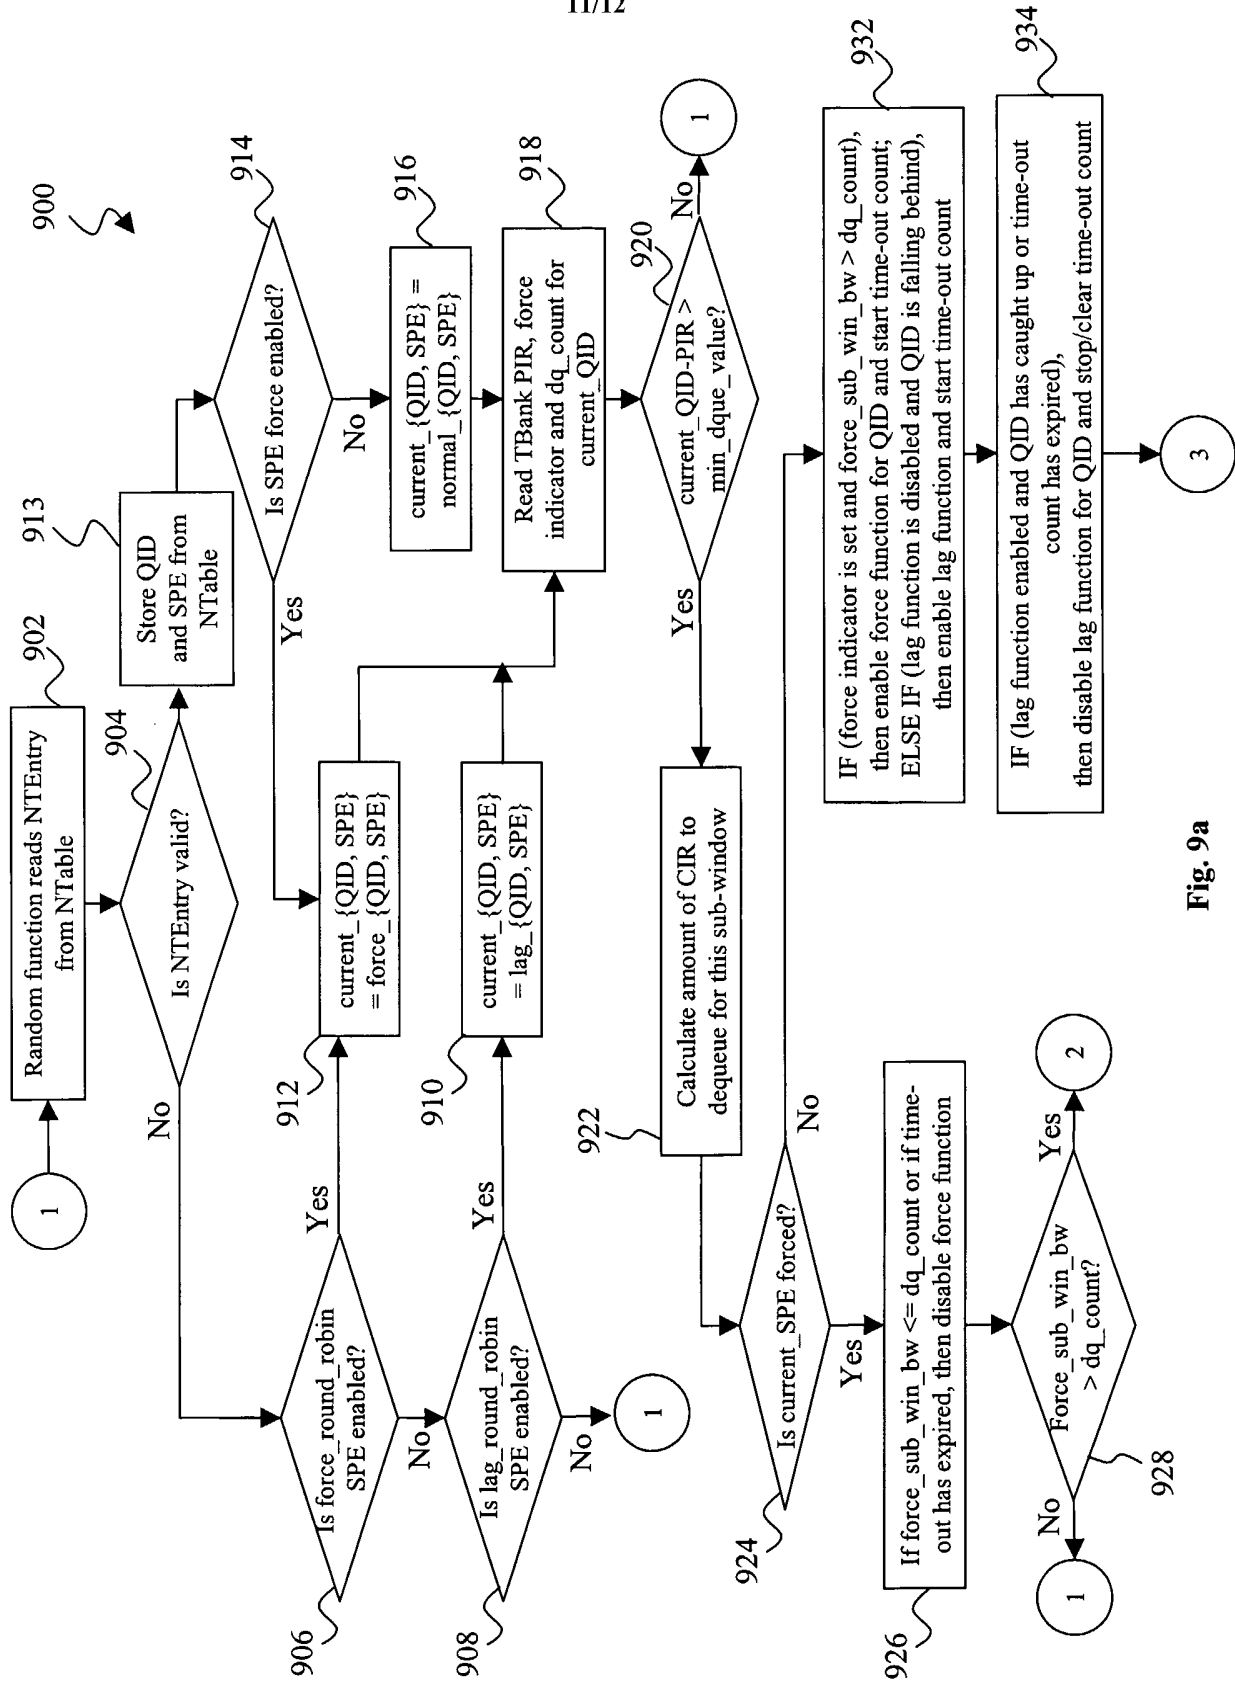 11/12
900
1
Random function reads NTEntry
from NTable
902
Is NTEntry valid?
904
No
Store QID
and SPE from
NTable
913
Is SPE force enabled?
914
Yes
No
current_{QID, SPE} =
normal_{QID, SPE}
916
Is force_round_robin
SPE enabled?
906
Yes
No
current_{QID, SPE}
= force_{QID, SPE}
912
Is lag_round_robin
SPE enabled?
908
Yes
No
1
current_{QID, SPE}
= lag_{QID, SPE}
910
Read TBank PIR, force
indicator and dq_count for
current_QID
918
current_QID-PIR >
min_dque_value?
920
No
1
Yes
Calculate amount of CIR to
dequeue for this sub-window
922
Is current_SPE forced?
924
No
Yes
If force_sub_win_bw <= dq_count or if time-
out has expired, then disable force function
926
Force_sub_win_bw
> dq_count?
928
No
1
Yes
2
IF (force indicator is set and force_sub_win_bw > dq_count),
then enable force function for QID and start time-out count;
ELSE IF (lag function is disabled and QID is falling behind),
then enable lag function and start time-out count
932
IF (lag function enabled and QID has caught up or time-out
count has expired),
then disable lag function for QID and stop/clear time-out count
934
3
Fig. 9a